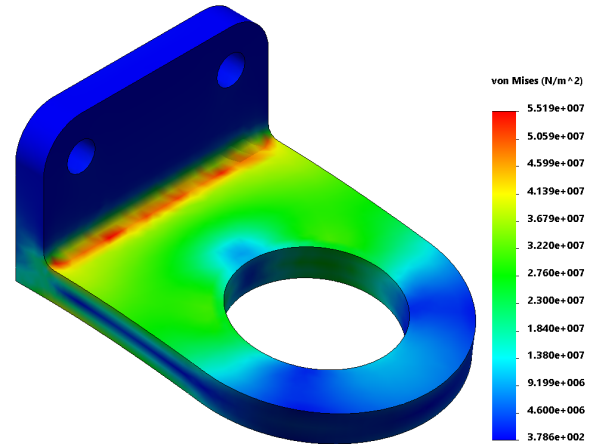 von Mises (N/m^2)
5.519e+007
5.059e+007
4.599e+007
4.139e+007
3.679e+007
3.220e+007
2.760e+007
2.300e+007
1.840e+007
1.380e+007
9.199e+006
4.600e+006
3.786e+002